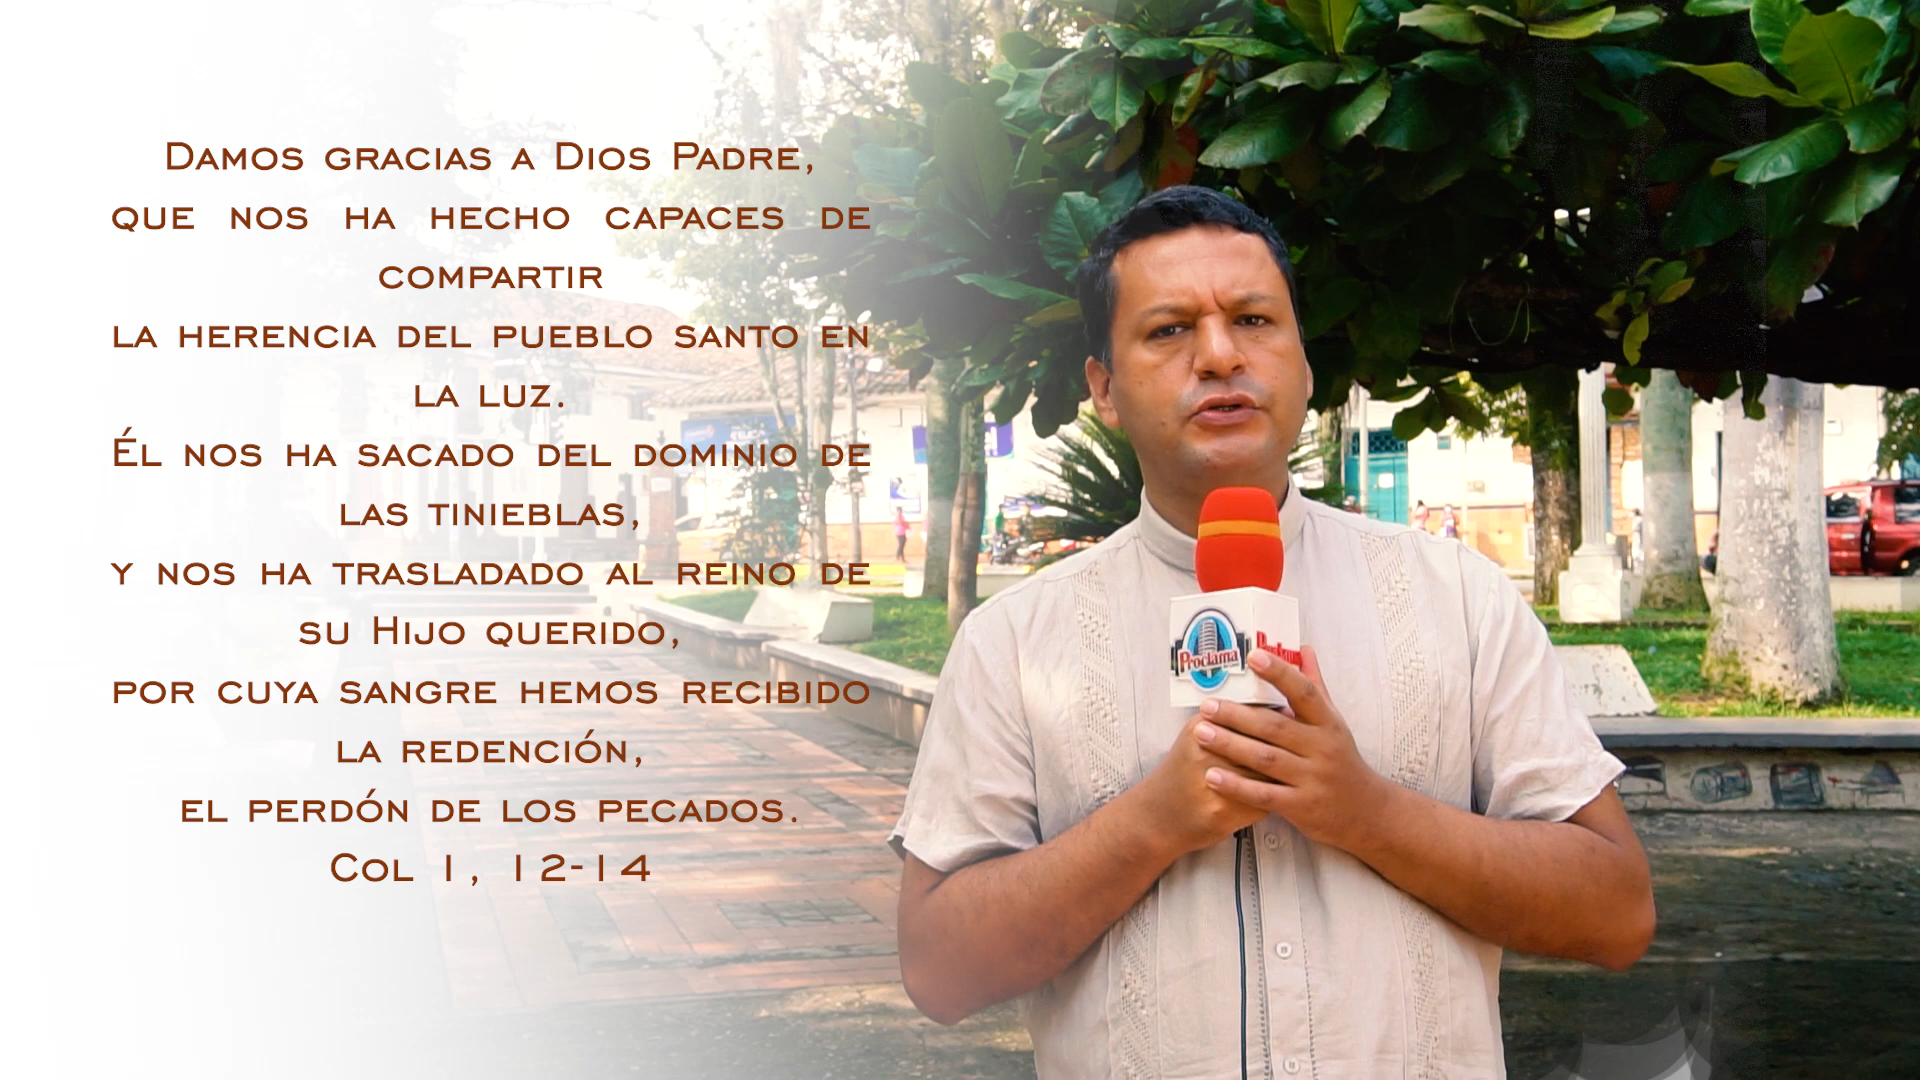 Damos gracias a Dios Padre,
que nos ha hecho capaces de
compartir
la herencia del pueblo santo en
la luz.
Él nos ha sacado del dominio de
las tinieblas,
y nos ha trasladado al reino de
su Hijo querido,
por cuya sangre hemos recibido
la redención,
el perdón de los pecados.
Col 1, 12-14
Proclama